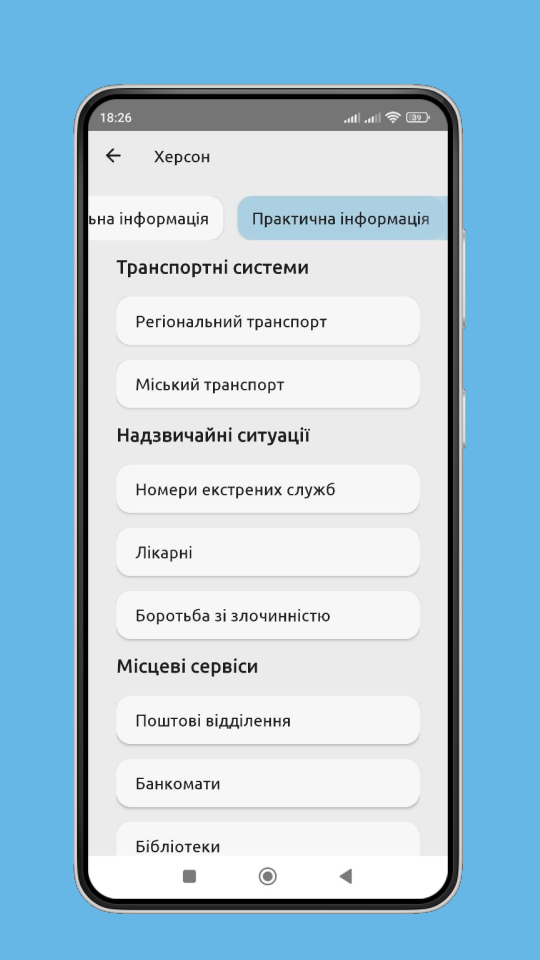 18:26
39
Херсон
ьна інформація
Практична інформація
Транспортні системи
Регіональний транспорт
Міський транспорт
Надзвичайні ситуації
Номери екстрених служб
Лікарні
Боротьба зі злочинністю
Місцеві сервіси
Поштові відділення
Банкомати
Бібліотеки